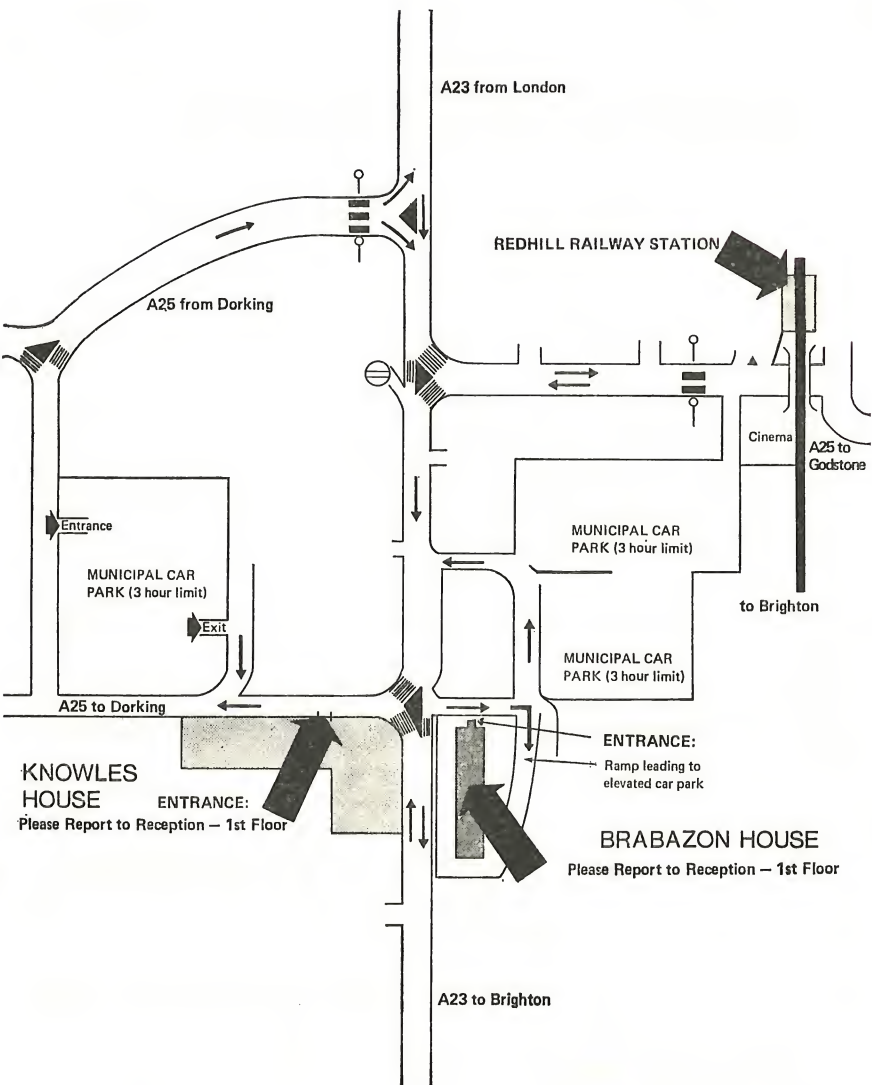 A23 from London
REDHILL RAILWAY STATION
A25 from Dorking
Cinema
A25 to
Godstone
Entrance
MUNICIPAL CAR
PARK (3 hour limit)
MUNICIPAL CAR
PARK (3 hour limit)
to Brighton
Exit
MUNICIPAL CAR
PARK (3 hour limit)
A25 to Dorking
ENTRANCE:
Ramp leading to
elevated car park
KNOWLES
HOUSE
ENTRANCE:
Please Report to Reception — 1st Floor
BRABAZON HOUSE
Please Report to Reception — 1st Floor
A23 to Brighton